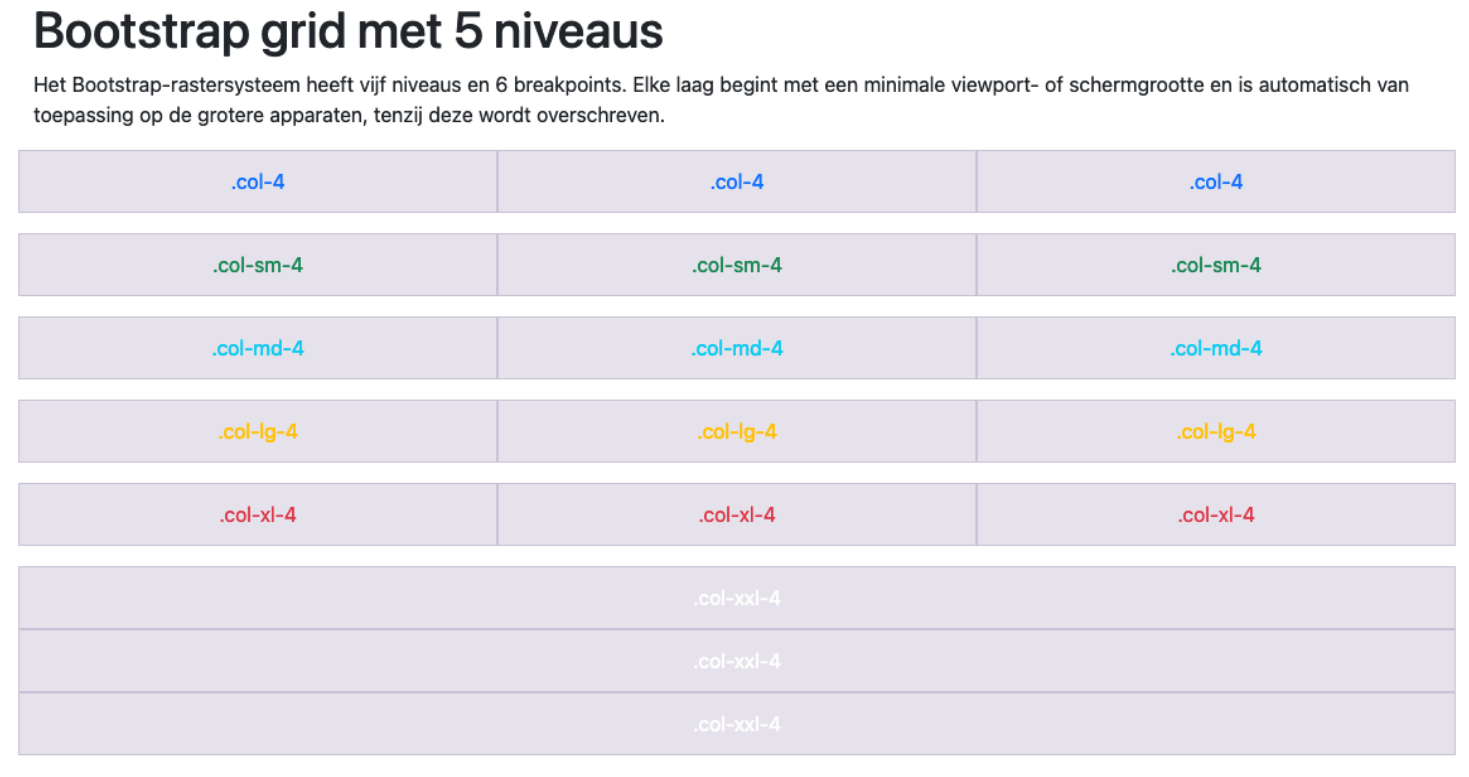 Bootstrap grid met 5 niveaus
Het Bootstrap-rastersysteem heeft vijf niveaus en 6 breakpoints. Elke laag begint met een minimale viewport- of schermgrootte en is automatisch van
toepassing op de grotere apparaten, tenzij deze wordt overschreven.
.col-4 .col-4 .col-4
.col-sm-4 .col-sm-4 .col-sm-4
.col-md-4 .col-md-4 .col-md-4
.col-lg-4 .col-lg-4 .col-lg-4
.col-xl-4 .col-xl-4 .col-xl-4
.col-xxl-4
.col-xxl-4
.col-xxl-4